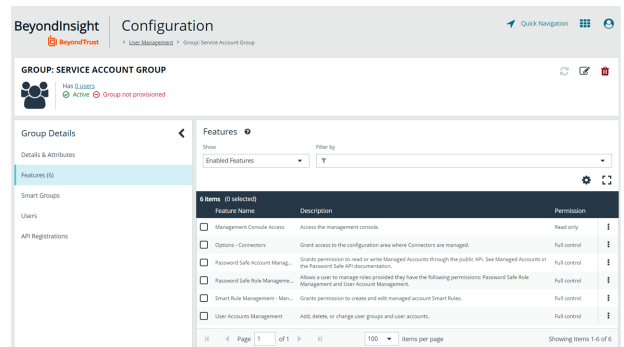 BeyondInsight
BeyondTrust
Configuration
User Management
Group: Service Account Group
Quick Navigation
GROUP: SERVICE ACCOUNT GROUP
Has 0 users
Active Group not provisioned
Group Details
Details & Attributes
Features (6)
Smart Groups
Users
API Registrations
Features
Show
Filter by
Enabled Features
6 items (0 selected)
Feature Name Description Permission
Management Console Access Access the management console. Read only
Options - Connectors Grant access to the configuration area where Connectors are managed. Full control
Password Safe Account Manag... Grants permission to read or write Managed Accounts through the public API. See Managed Accounts in Full control
the Password Safe API documentation.
Password Safe Role Manageme... Allows a user to manage roles provided they have the following permissions: Password Safe Role Full control
Management and User Account Management.
Smart Rule Management - Man... Grants permission to create and edit managed account Smart Rules. Full control
User Accounts Management Add, delete, or change user groups and user accounts. Full control
Page 1 of 1 100 items per page Showing Items 1-6 of 6